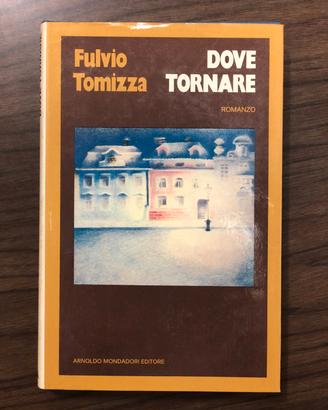 Fulvio
Tomizza
DOVE
TORNARE
ROMANZO
ARNOLDO MONDADORI EDITORE